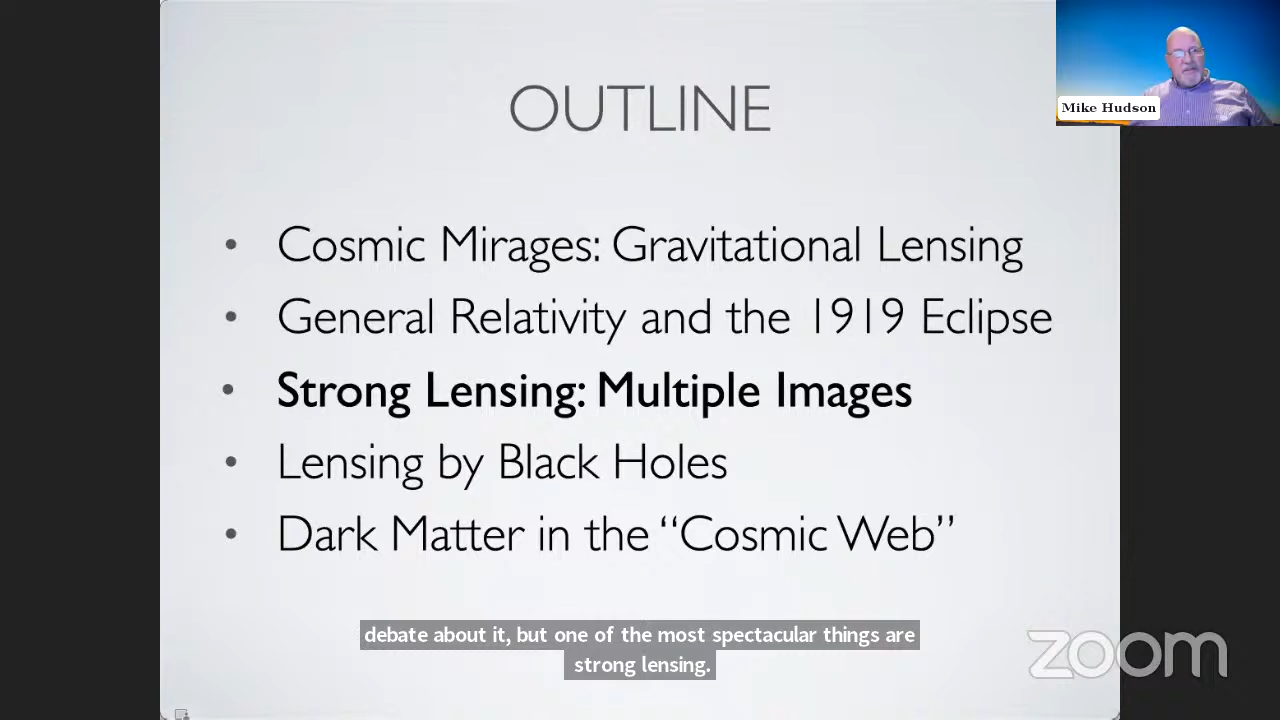 OUTLINE
Mike Hudson
• Cosmic Mirages: Gravitational Lensing
• General Relativity and the 1919 Eclipse
• Strong Lensing: Multiple Images
• Lensing by Black Holes
• Dark Matter in the “Cosmic Web”
debate about it, but one of the most spectacular things are
strong lensing.
zoom